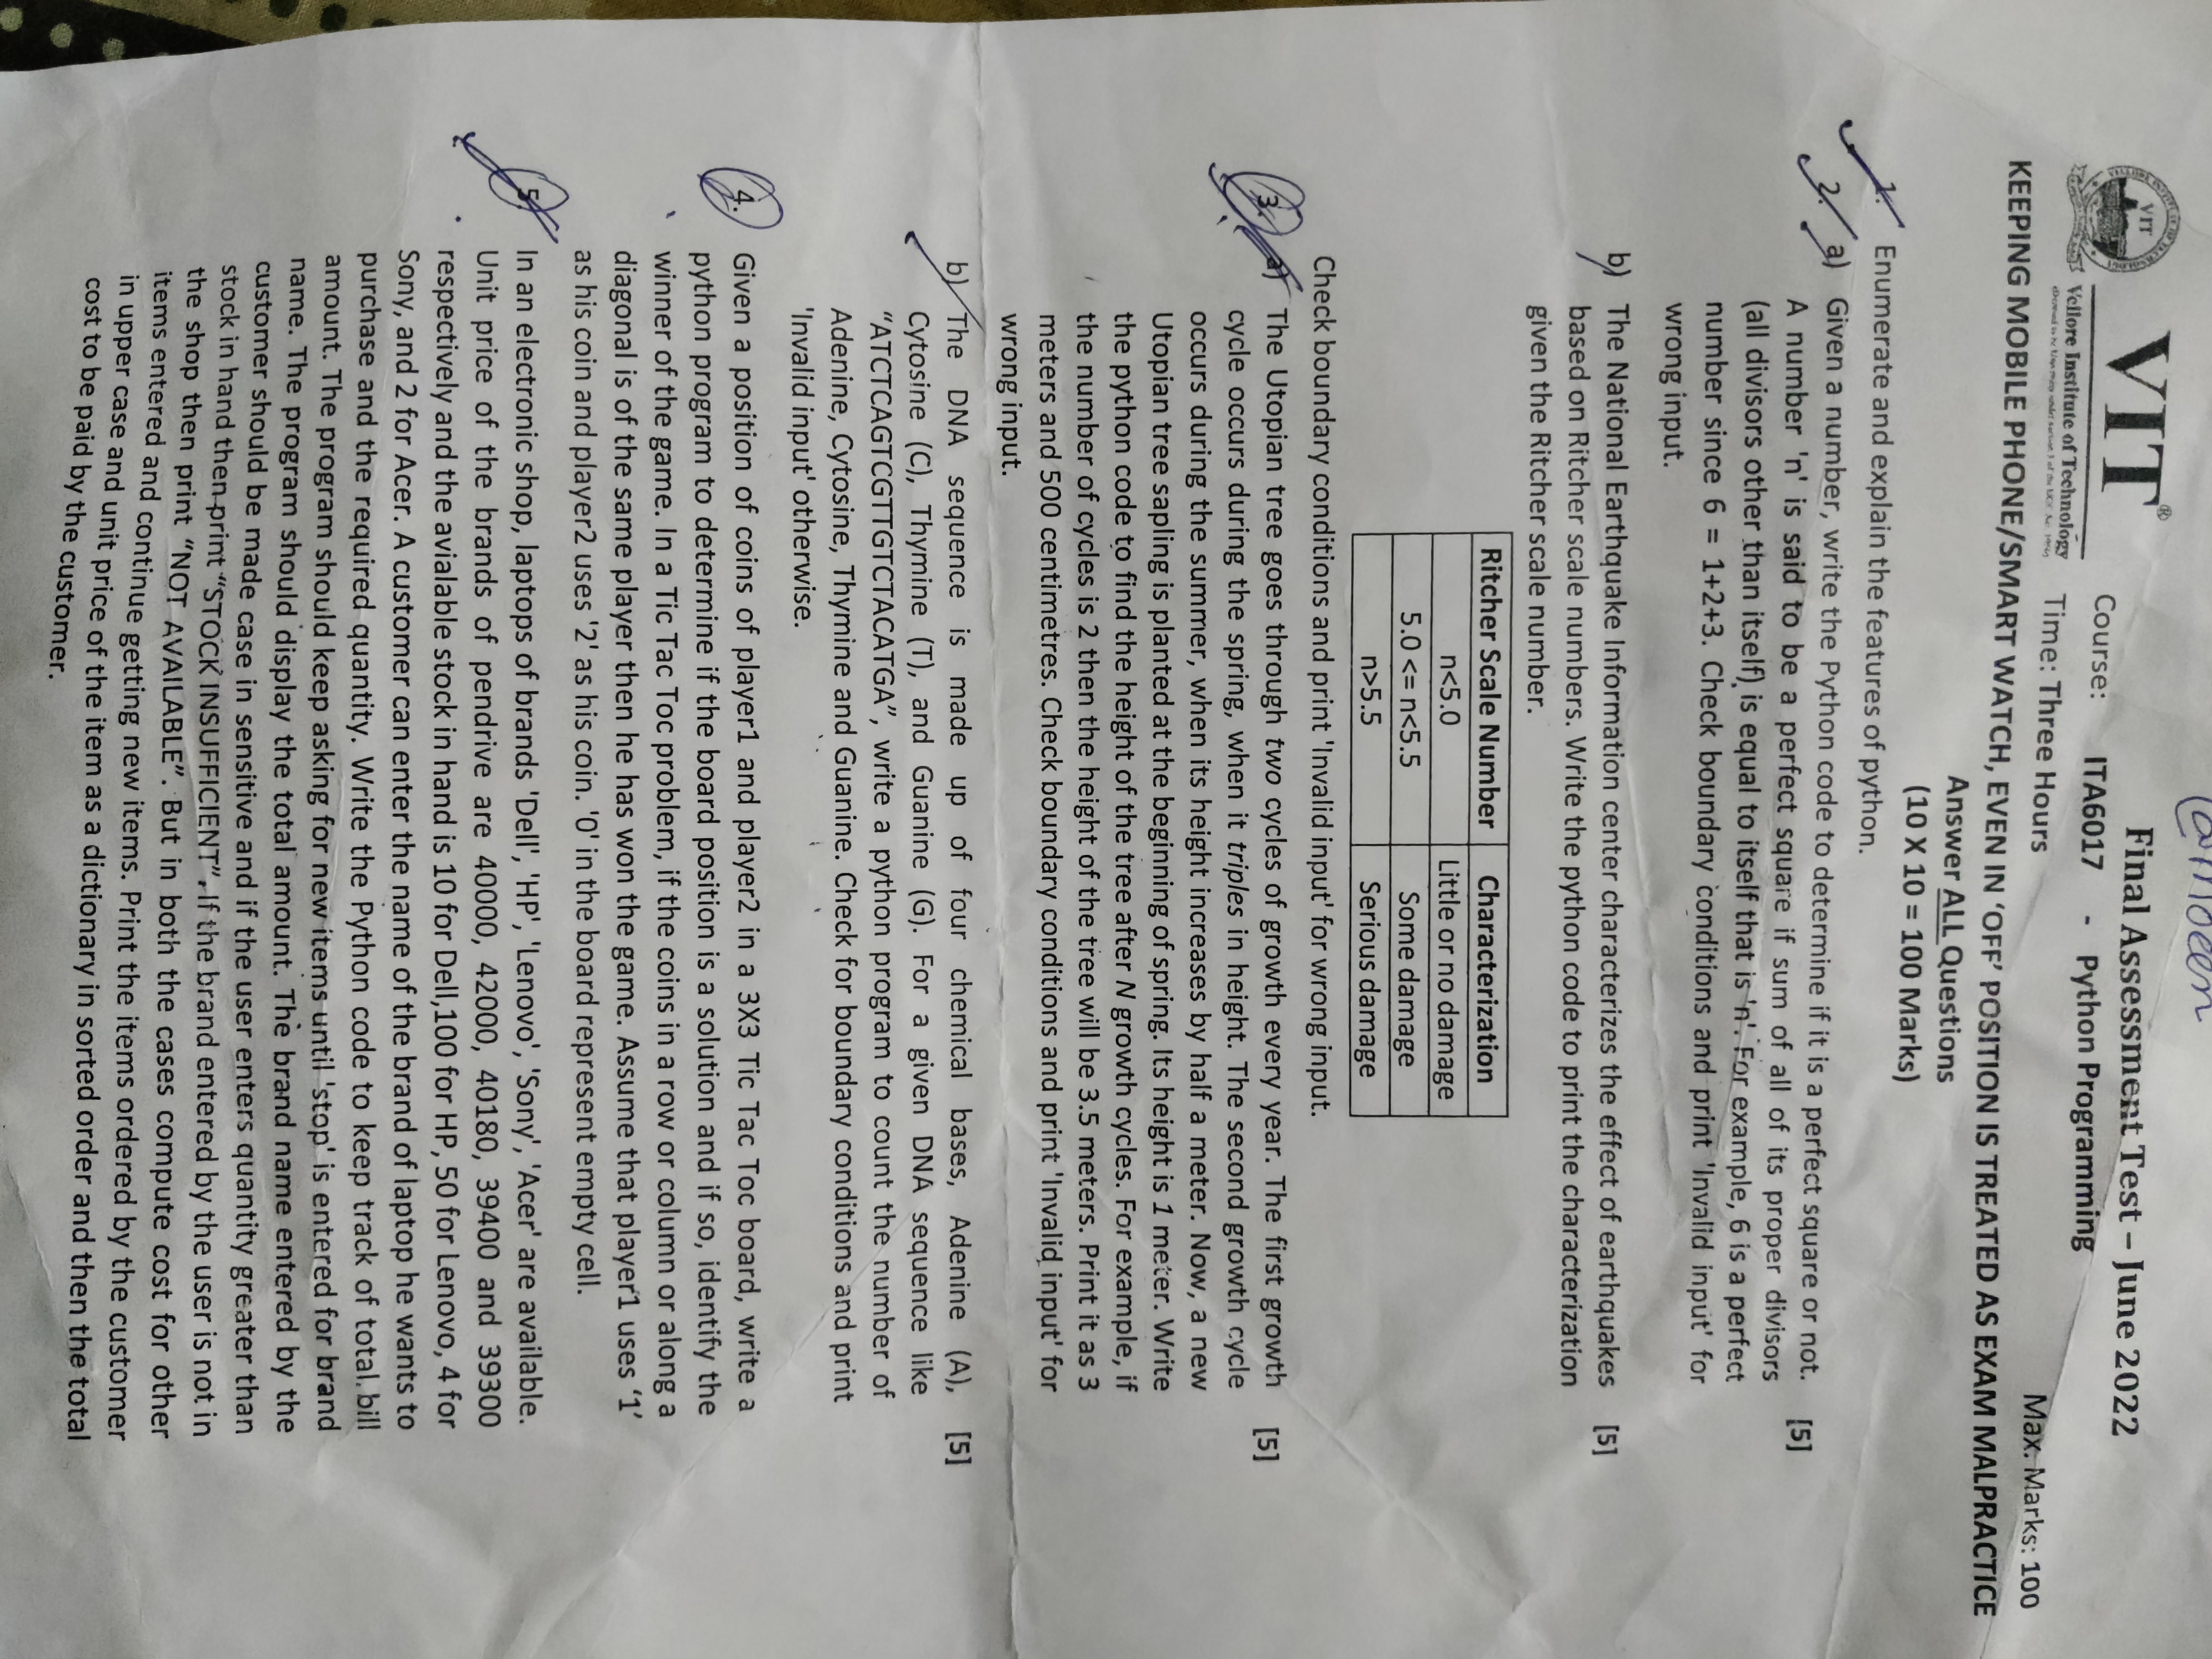 @moeen
VIT®
VIT
Vellore Institute of Technology
(Deemed to be University under section 3 of the UGC Act, 1956)
Final Assessment Test – June 2022
Course: ITA6017 - Python Programming
Time: Three Hours
Max. Marks: 100
KEEPING MOBILE PHONE/SMART WATCH, EVEN IN ‘OFF’ POSITION IS TREATED AS EXAM MALPRACTICE
Answer ALL Questions
(10 X 10 = 100 Marks)
1. Enumerate and explain the features of python.
2. a) Given a number, write the Python code to determine if it is a perfect square or not. [5]
A number 'n' is said to be a perfect square if sum of all of its proper divisors
(all divisors other than itself) is equal to itself that is 'n'. For example, 6 is a perfect
number since 6 = 1+2+3. Check boundary conditions and print 'Invalid input' for
wrong input.
b) The National Earthquake Information center characterizes the effect of earthquakes [5]
based on Ritcher scale numbers. Write the python code to print the characterization
given the Ritcher scale number.
Ritcher Scale Number Characterization
n<5.0 Little or no damage
5.0 <= n<5.5 Some damage
n>5.5 Serious damage
Check boundary conditions and print 'Invalid input' for wrong input.
3. a) The Utopian tree goes through two cycles of growth every year. The first growth [5]
cycle occurs during the spring, when it triples in height. The second growth cycle
occurs during the summer, when its height increases by half a meter. Now, a new
Utopian tree sapling is planted at the beginning of spring. Its height is 1 meter. Write
the python code to find the height of the tree after N growth cycles. For example, if
the number of cycles is 2 then the height of the tree will be 3.5 meters. Print it as 3
meters and 500 centimetres. Check boundary conditions and print 'Invalid input' for
wrong input.
b) The DNA sequence is made up of four chemical bases, Adenine (A), [5]
Cytosine (C), Thymine (T), and Guanine (G). For a given DNA sequence like
“ATCTCAGTCGTTGTCTACATGA”, write a python program to count the number of
Adenine, Cytosine, Thymine and Guanine. Check for boundary conditions and print
'Invalid input' otherwise.
4. Given a position of coins of player1 and player2 in a 3X3 Tic Tac Toc board, write a
python program to determine if the board position is a solution and if so, identify the
winner of the game. In a Tic Tac Toc problem, if the coins in a row or column or along a
diagonal is of the same player then he has won the game. Assume that player1 uses ‘1’
as his coin and player2 uses '2' as his coin. '0' in the board represent empty cell.
5. In an electronic shop, laptops of brands 'Dell', 'HP', 'Lenovo', 'Sony', 'Acer' are available.
Unit price of the brands of pendrive are 40000, 42000, 40180, 39400 and 39300
respectively and the avialable stock in hand is 10 for Dell,100 for HP, 50 for Lenovo, 4 for
Sony, and 2 for Acer. A customer can enter the name of the brand of laptop he wants to
purchase and the required quantity. Write the Python code to keep track of total bill
amount. The program should keep asking for new items until 'stop' is entered for brand
name. The program should display the total amount. The brand name entered by the
customer should be made case in sensitive and if the user enters quantity greater than
stock in hand then print “STOCK INSUFFICIENT”. If the brand entered by the user is not in
the shop then print “NOT AVAILABLE”. But in both the cases compute cost for other
items entered and continue getting new items. Print the items ordered by the customer
in upper case and unit price of the item as a dictionary in sorted order and then the total
cost to be paid by the customer.